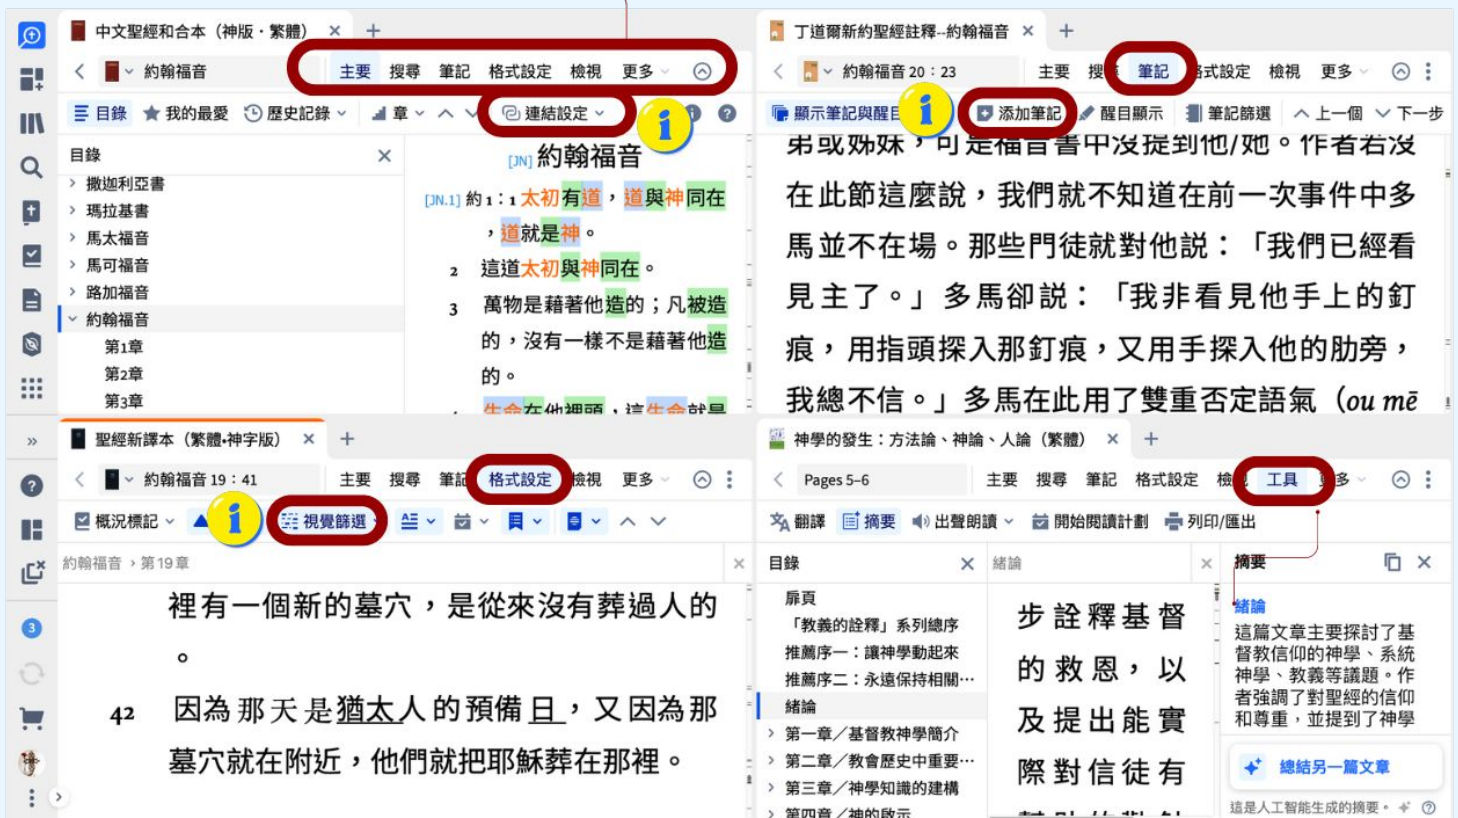 中文聖經和合本（神版・繁體） × +
約翰福音 主要 搜尋 筆記 格式設定 檢視 更多
目錄 我的最愛 歷史記錄 章 連結設定
目錄
撒迦利亞書
瑪拉基書
馬太福音
馬可福音
路加福音
約翰福音
第1章
第2章
第3章
[JN] 約翰福音
[JN.1] 約 1：1 太初有道，道與神同在
，道就是神。
2 這道太初與神同在。
3 萬物是藉著他造的；凡被造
的，沒有一樣不是藉著他造
的。
生命在他裡頭，這生命就是
丁道爾新約聖經註釋--約翰福音 × +
約翰福音 20：23 主要 搜 筆記 格式設定 檢視 更多
顯示筆記與醒目 添加筆記 醒目顯示 筆記篩選 上一個 下一步
弟或姊妹，可是福音書中沒提到他/她。作者若沒
在此節這麼說，我們就不知道在前一次事件中多
馬並不在場。那些門徒就對他説：「我們已經看
見主了。」多馬卻説：「我非看見他手上的釘
痕，用指頭探入那釘痕，又用手探入他的肋旁，
我總不信。」多馬在此用了雙重否定語氣（ou mē
聖經新譯本（繁體•神字版） × +
約翰福音 19：41 主要 搜尋 筆記 格式設定 檢視 更多
概況標記 視覺篩選
約翰福音 › 第 19 章
裡有一個新的墓穴，是從來沒有葬過人的
。
42 因為那天是猶太人的預備日，又因為那
墓穴就在附近，他們就把耶穌葬在那裡。
3
神學的發生：方法論、神論、人論（繁體） × +
Pages 5–6 主要 搜尋 筆記 格式設定 檢 工具 多
翻譯 摘要 出聲朗讀 開始閱讀計劃 列印/匯出
目錄
扉頁
「教義的詮釋」系列總序
推薦序一：讓神學動起來
推薦序二：永遠保持相關…
緒論
第一章／基督教神學簡介
第二章／教會歷史中重要…
第三章／神學知識的建構
第四章／神的啟示
緒論
步詮釋基督
的救恩，以
及提出能實
際對信徒有
摘要
緒論
這篇文章主要探討了基
督教信仰的神學、系統
神學、教義等議題。作
者強調了對聖經的信仰
和尊重，並提到了神學
總結另一篇文章
這是人工智能生成的摘要。